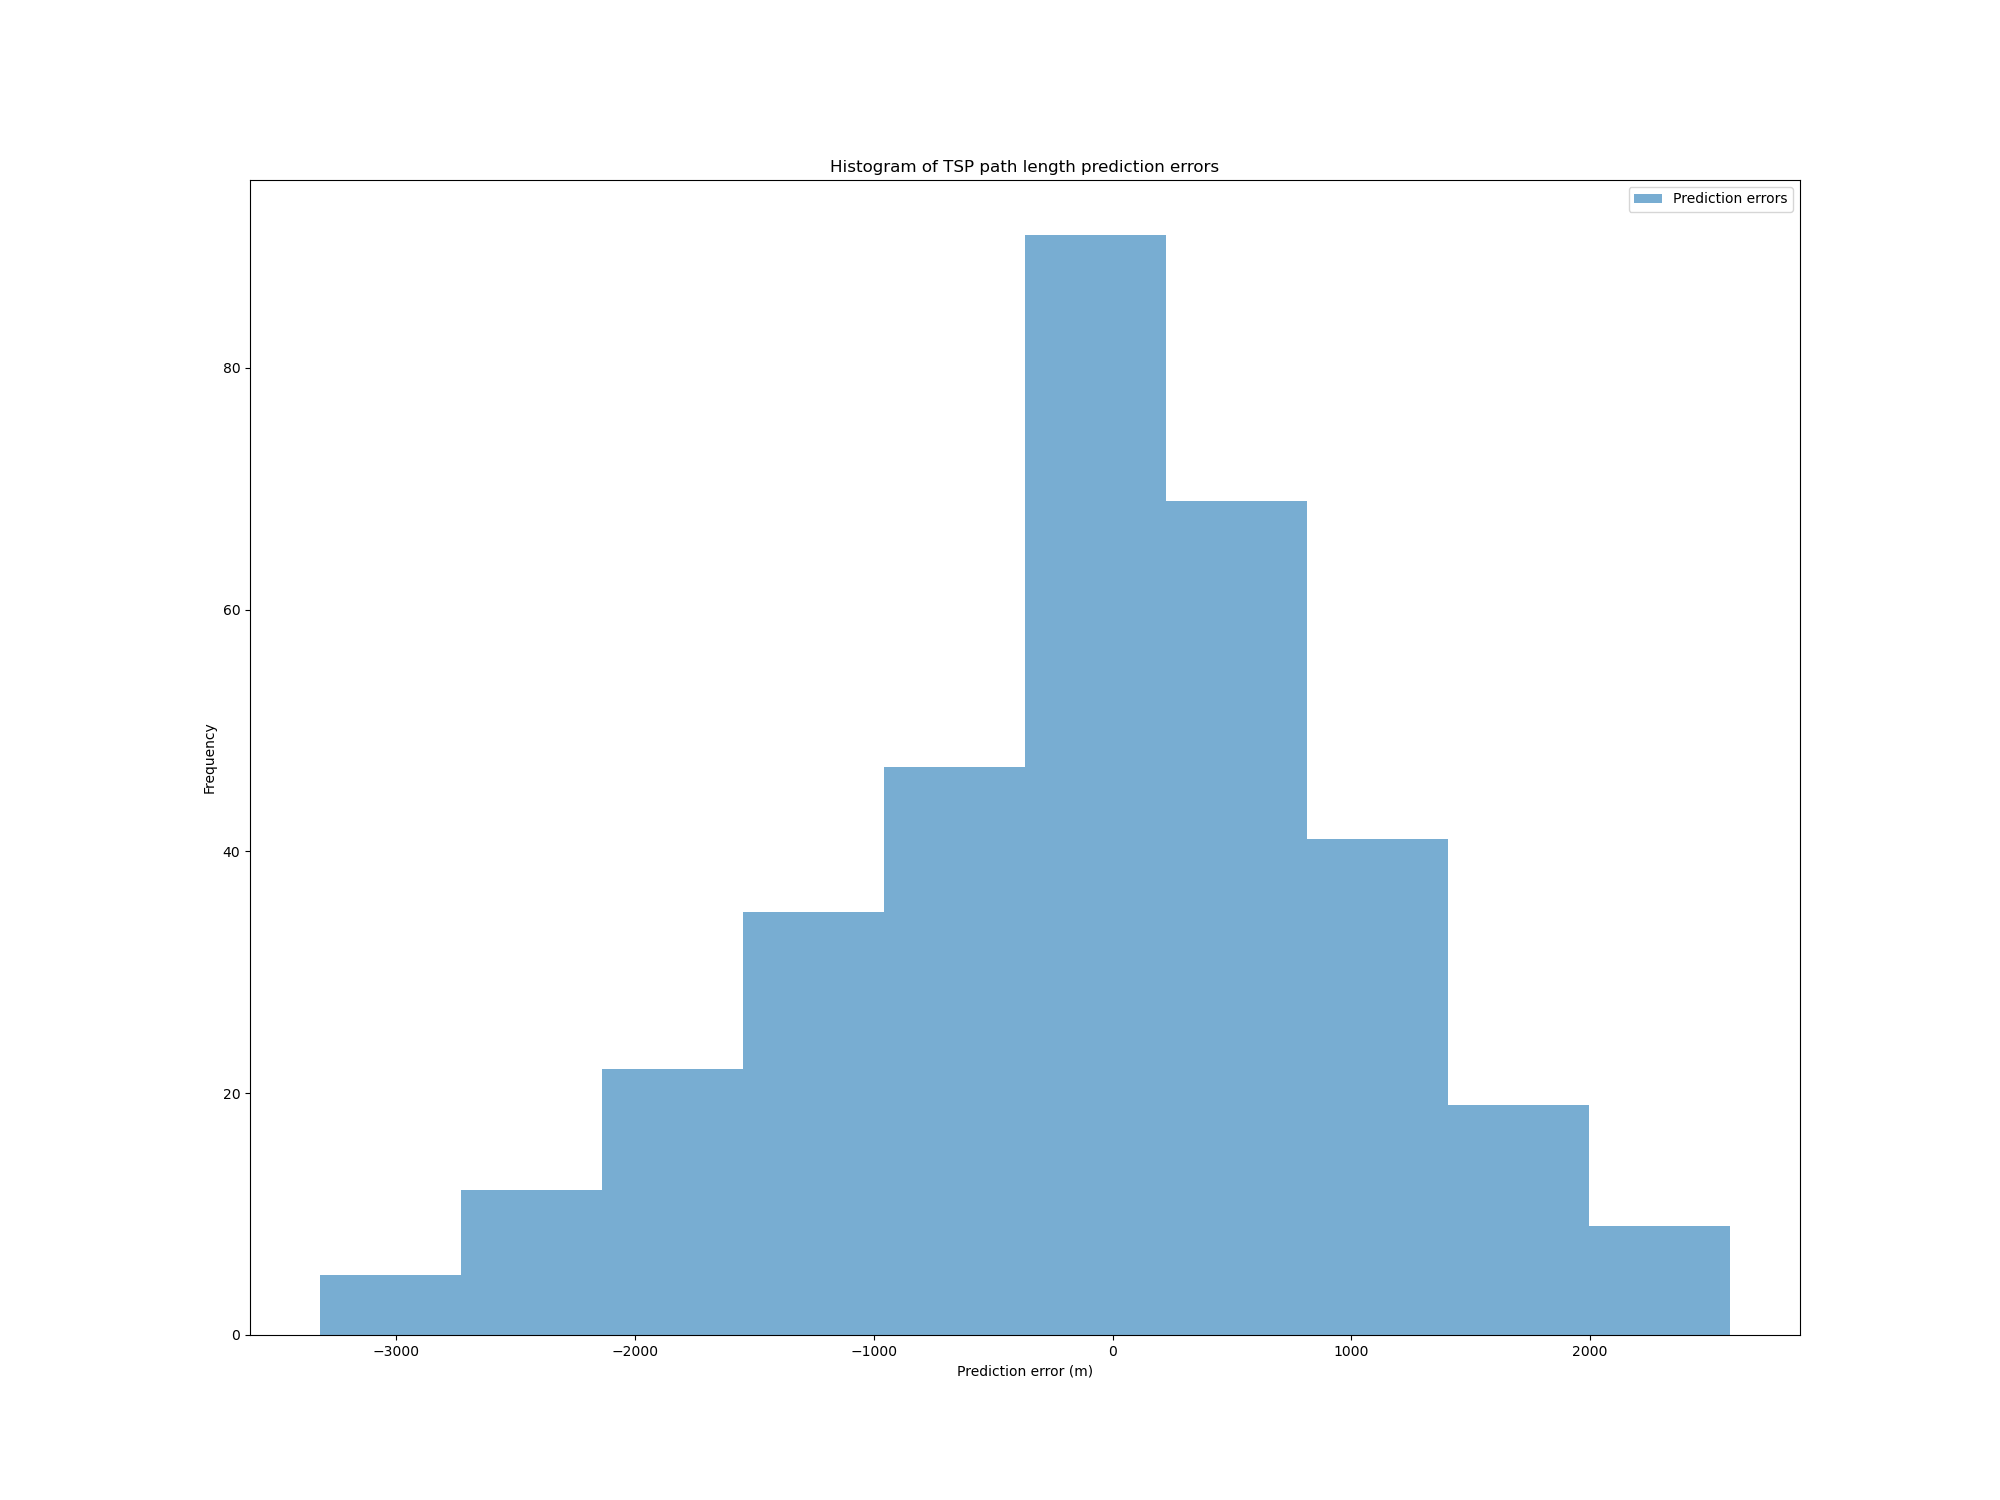 Histogram of TSP path length prediction errors
Prediction errors
80
60
40
20
0
Frequency
−3000 −2000 −1000 0 1000 2000
Prediction error (m)